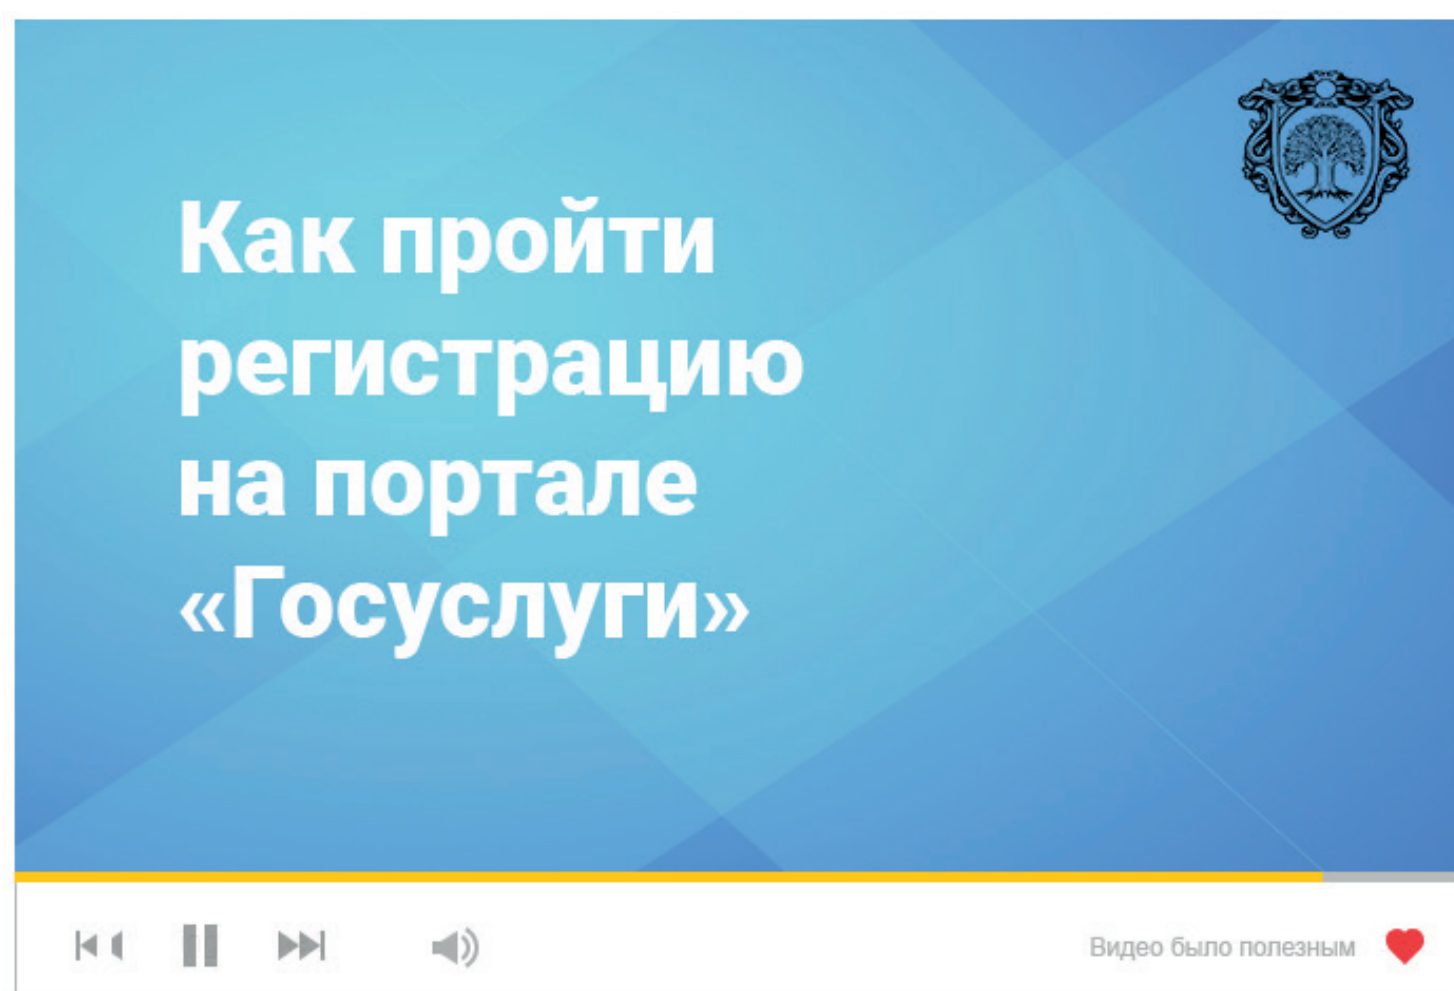 Как пройти
регистрацию
на портале
«Госуслуги»
Видео было полезным